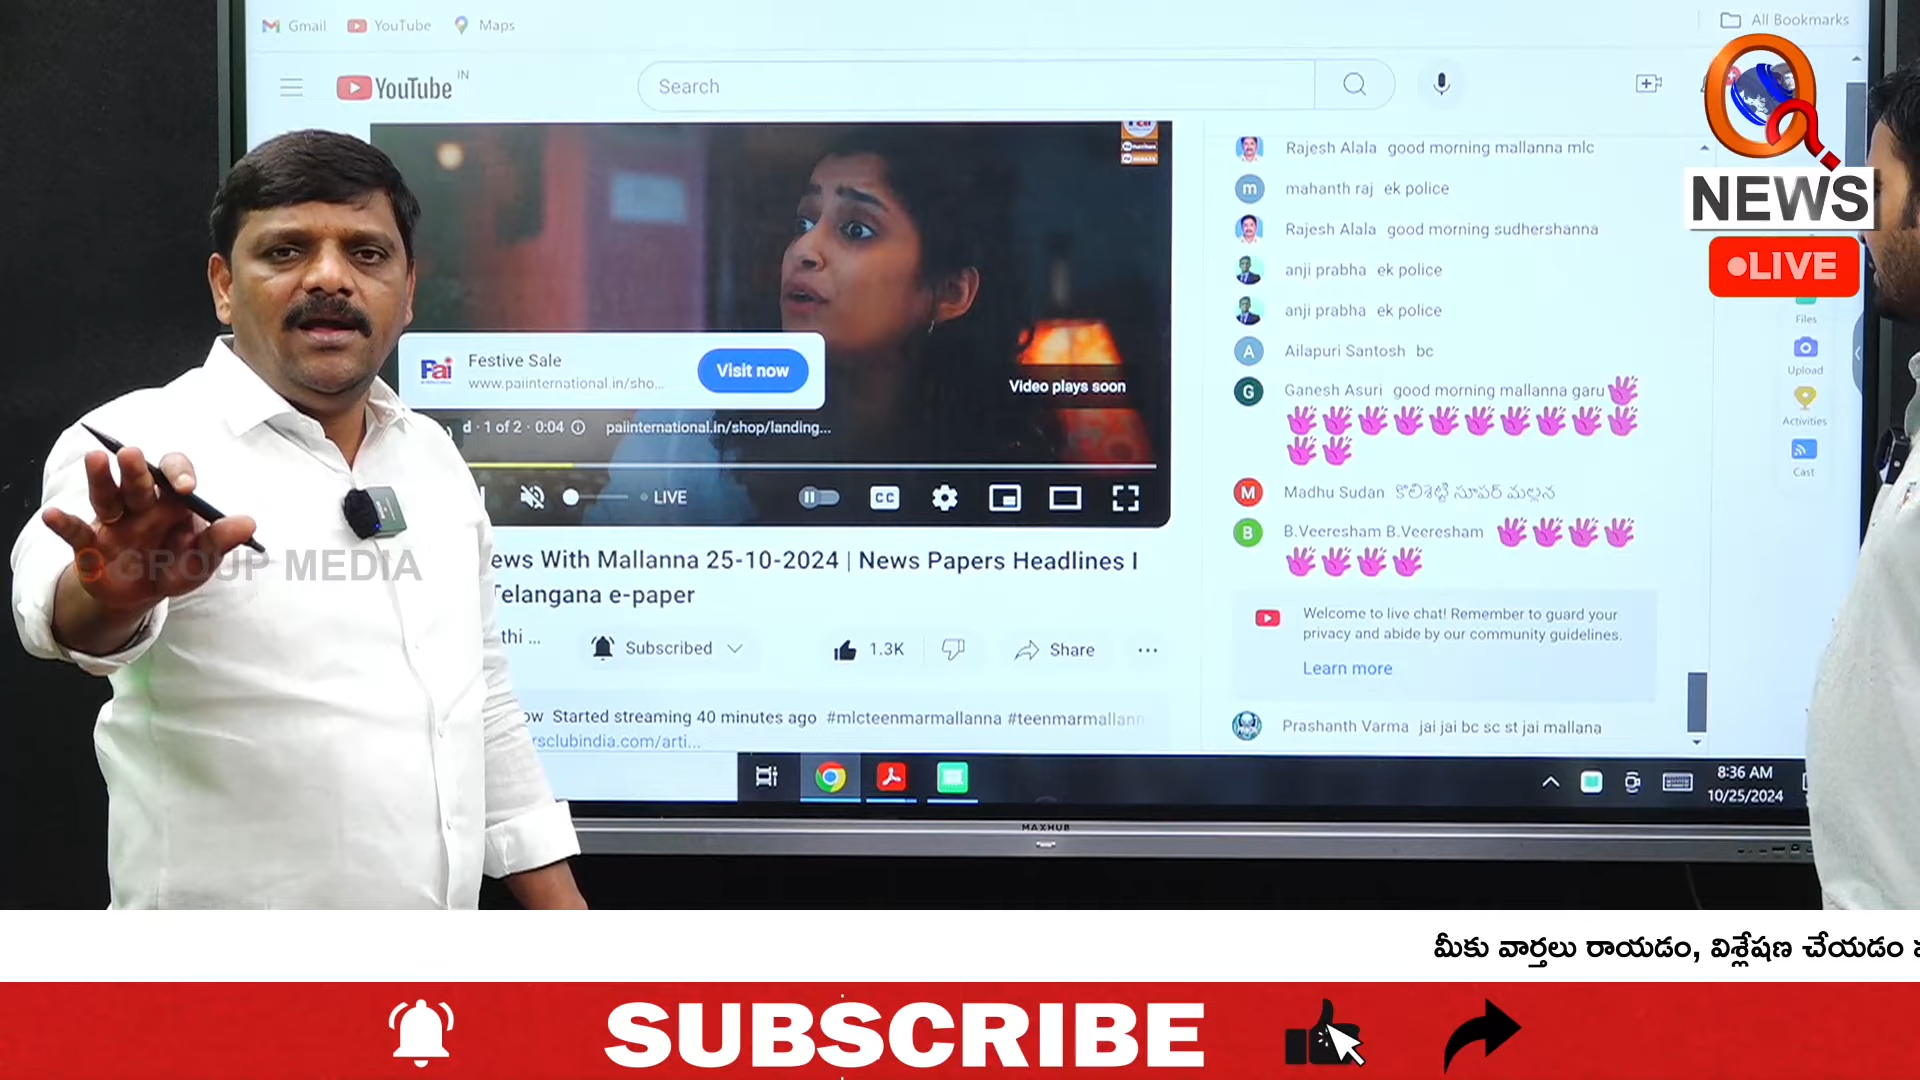 Gmail YouTube Maps
All Bookmarks
YouTube IN
Search
NEWS
LIVE
Rajesh Alala good morning mallanna mlc
m mahanth raj ek police
Rajesh Alala good morning sudhershanna
anji prabha ek police
anji prabha ek police
A Ailapuri Santosh bc
G Ganesh Asuri good morning mallanna garu
M Madhu Sudan కొలిశెట్టి సూపర్ మల్లన
B B.Veeresham B.Veeresham
Welcome to live chat! Remember to guard your
privacy and abide by our community guidelines.
Learn more
Prashanth Varma jai jai bc sc st jai mallana
Files
Upload
Activities
Cast
Pai
Festive Sale
www.paiinternational.in/sho...
Visit now
Video plays soon
d · 1 of 2 · 0:04 paiinternational.in/shop/landing...
LIVE
CC
ews With Mallanna 25-10-2024 | News Papers Headlines I
Telangana e-paper
thi ...
Subscribed
1.3K
Share
ow Started streaming 40 minutes ago #mlcteenmarmallanna #teenmarmallann
rsclubindia.com/arti...
8:36 AM
10/25/2024
MAXHUB
Q GROUP MEDIA
మీకు వార్తలు రాయడం, విశ్లేషణ చేయడం
SUBSCRIBE